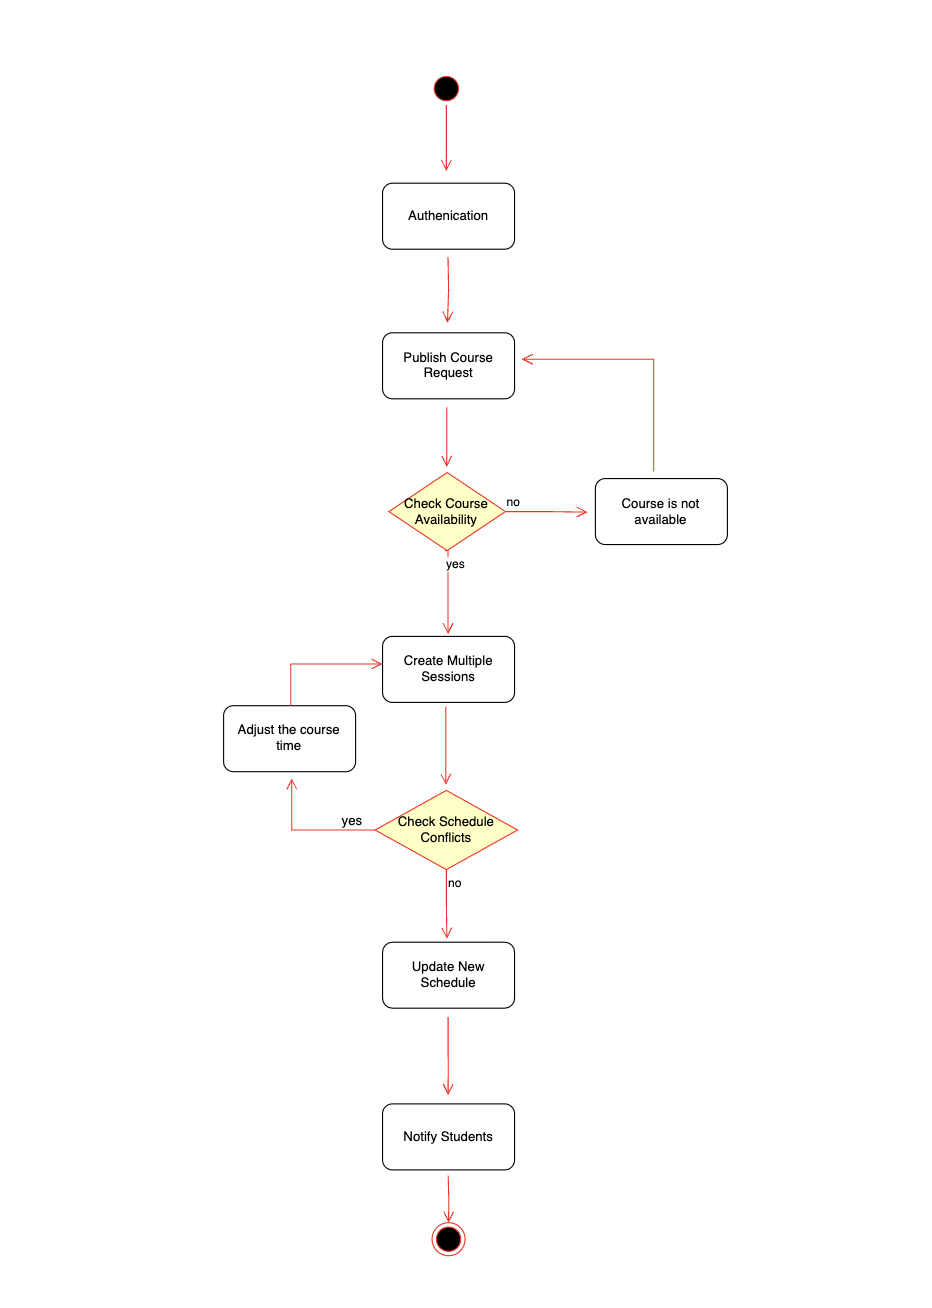 Authenication
Publish Course
Request
Check Course
Availability
no
Course is not
available
yes
Create Multiple
Sessions
Adjust the course
time
yes
Check Schedule
Conflicts
no
Update New
Schedule
Notify Students